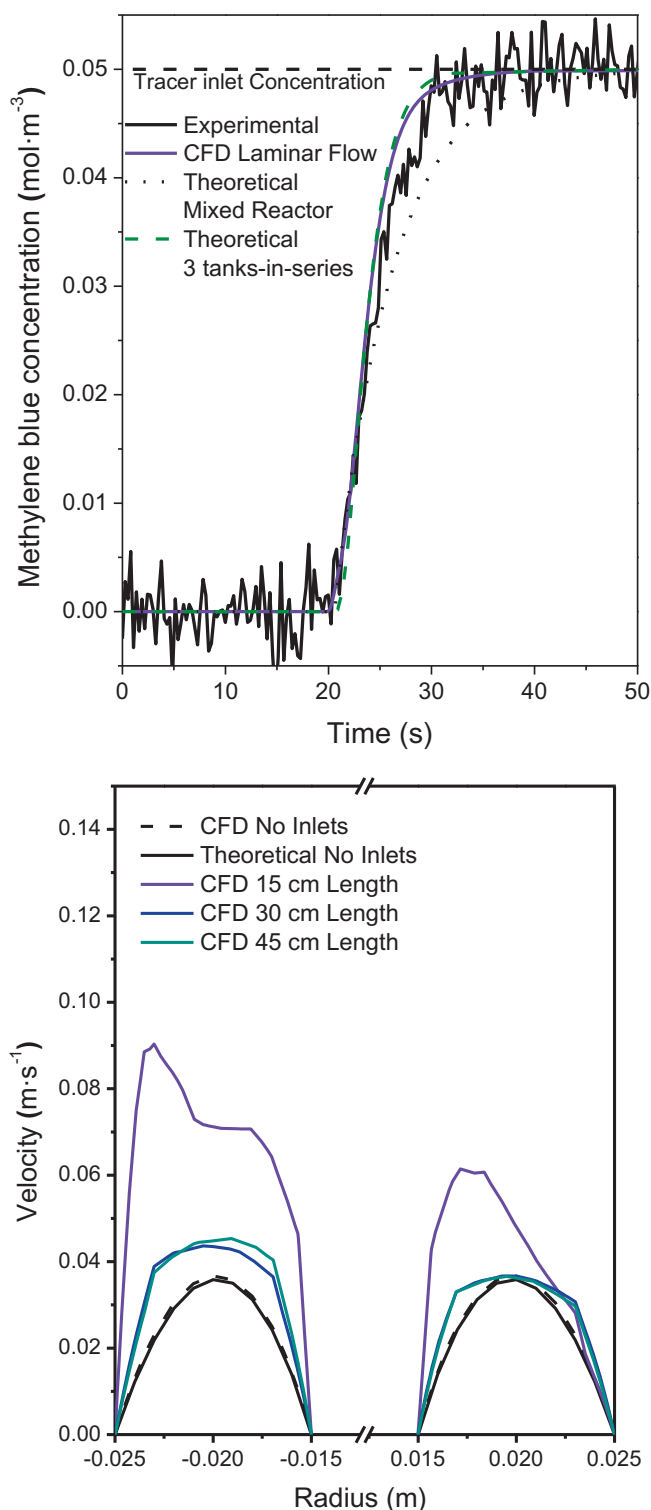 0.05
Tracer inlet Concentration
Experimental
CFD Laminar Flow
Theoretical
Mixed Reactor
Theoretical
3 tanks-in-series
0.04
0.03
0.02
0.01
0.00
Methylene blue concentration (mol·m⁻³)
0 10 20 30 40 50
Time (s)
CFD No Inlets
Theoretical No Inlets
CFD 15 cm Length
CFD 30 cm Length
CFD 45 cm Length
0.14
0.12
0.10
0.08
0.06
0.04
0.02
0.00
Velocity (m·s⁻¹)
-0.025 -0.020 -0.015 0.015 0.020 0.025
Radius (m)